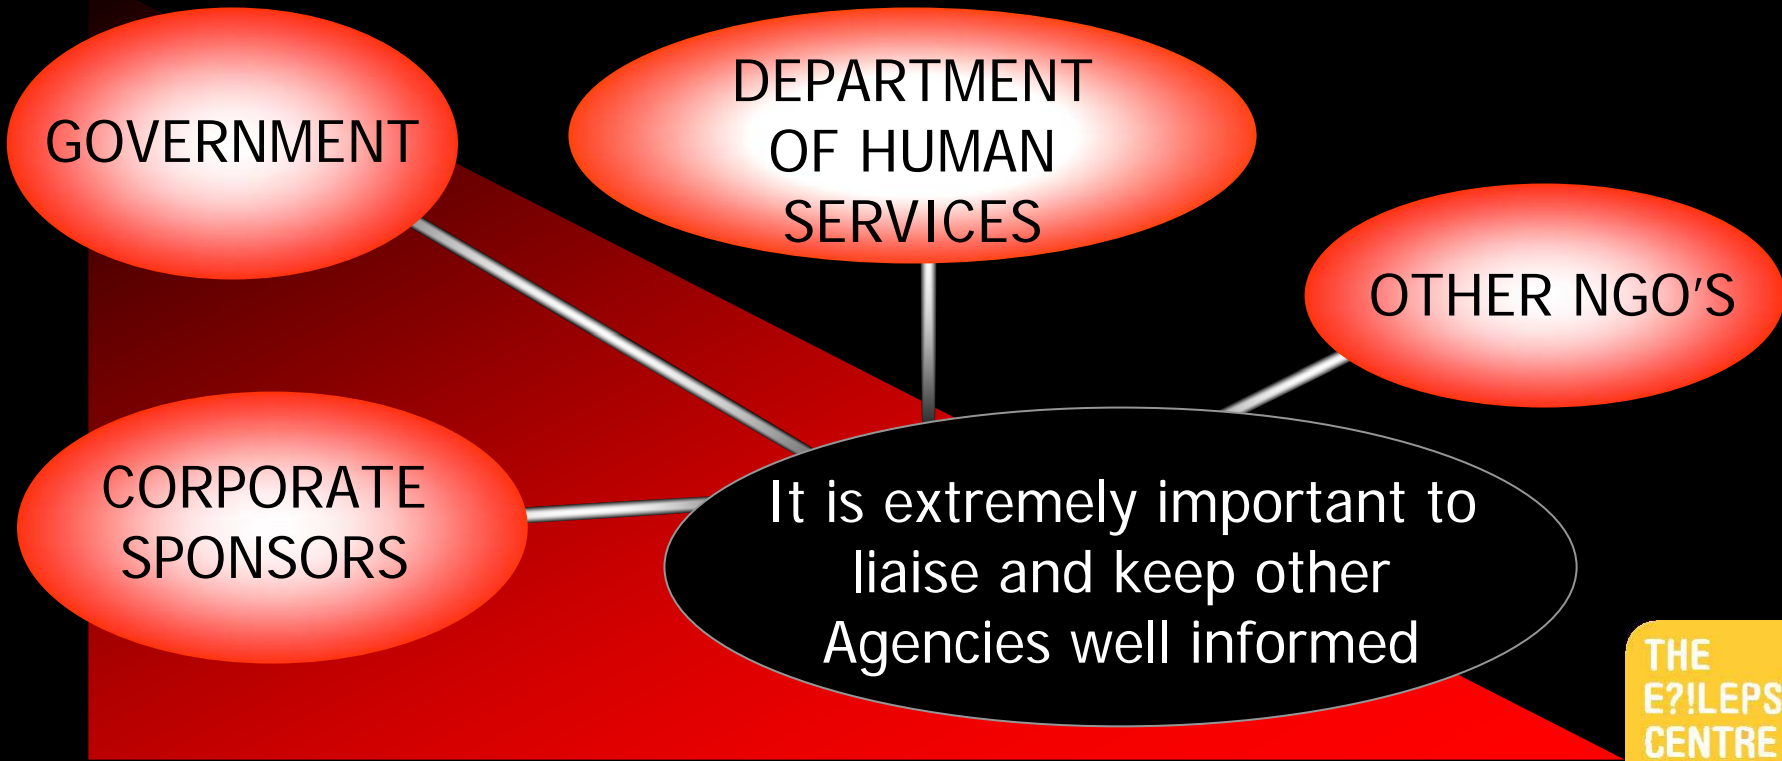 GOVERNMENT
DEPARTMENT
OF HUMAN
SERVICES
OTHER NGO'S
CORPORATE
SPONSORS
It is extremely important to
liaise and keep other
Agencies well informed
THE
E?!LEPS
CENTRE